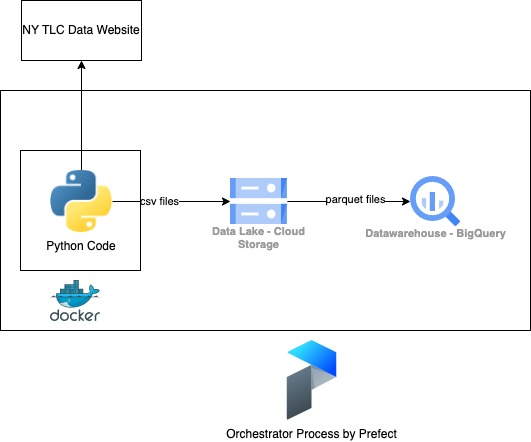 NY TLC Data Website
csv files
parquet files
Python Code
Data Lake - Cloud
Storage
Datawarehouse - BigQuery
docker
Orchestrator Process by Prefect